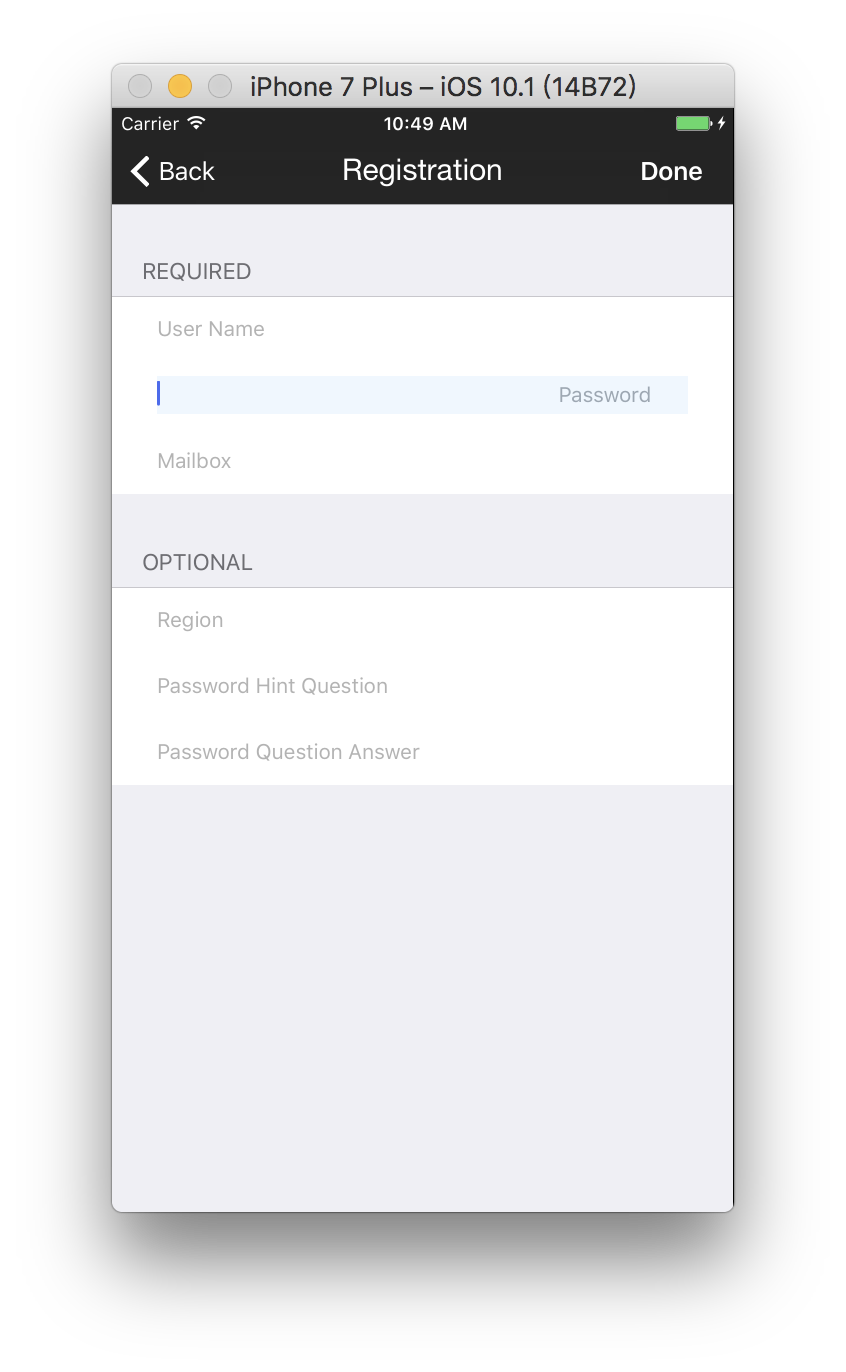 iPhone 7 Plus – iOS 10.1 (14B72)
Carrier 10:49 AM
Back Registration Done
REQUIRED
User Name
Password
Mailbox
OPTIONAL
Region
Password Hint Question
Password Question Answer